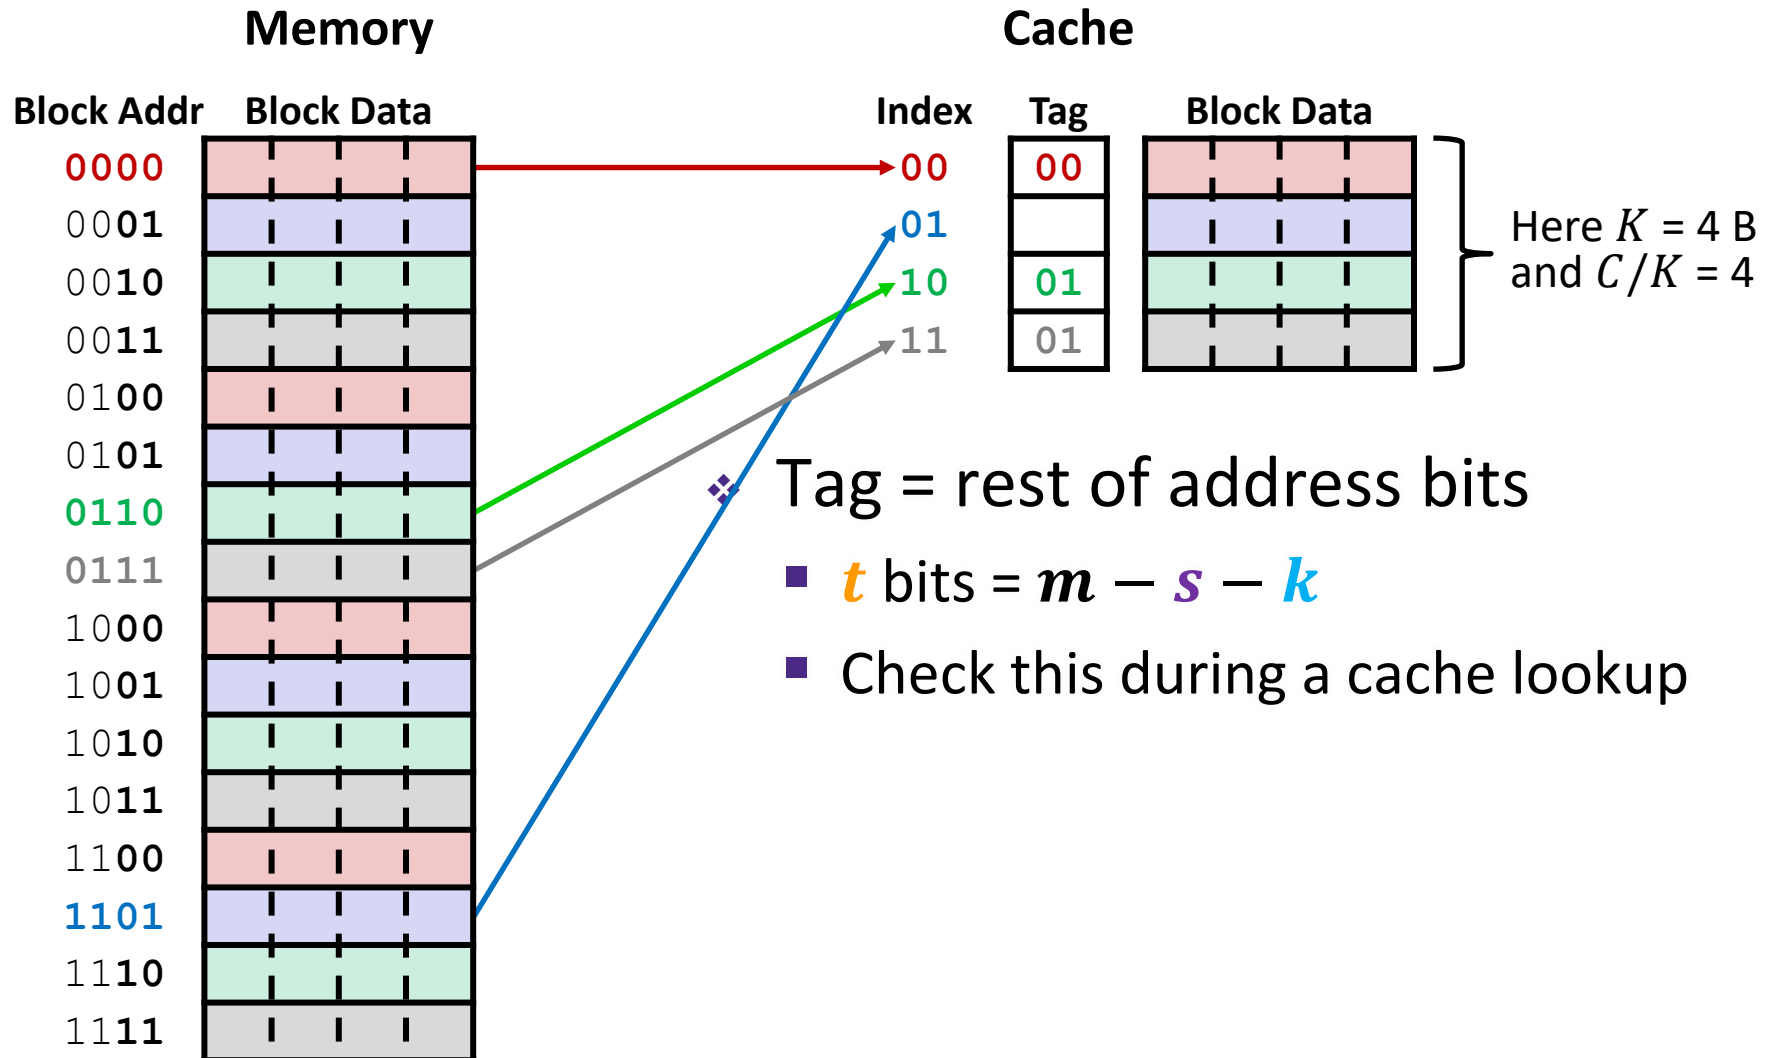 Memory
Cache
Block Addr Block Data
Index Tag Block Data
0000
0001
0010
0011
0100
0101
0110
0111
1000
1001
1010
1011
1100
1101
1110
1111
00 00
01
10 01
11 01
Here K = 4 B
and C/K = 4
Tag = rest of address bits
t bits = m − s − k
Check this during a cache lookup